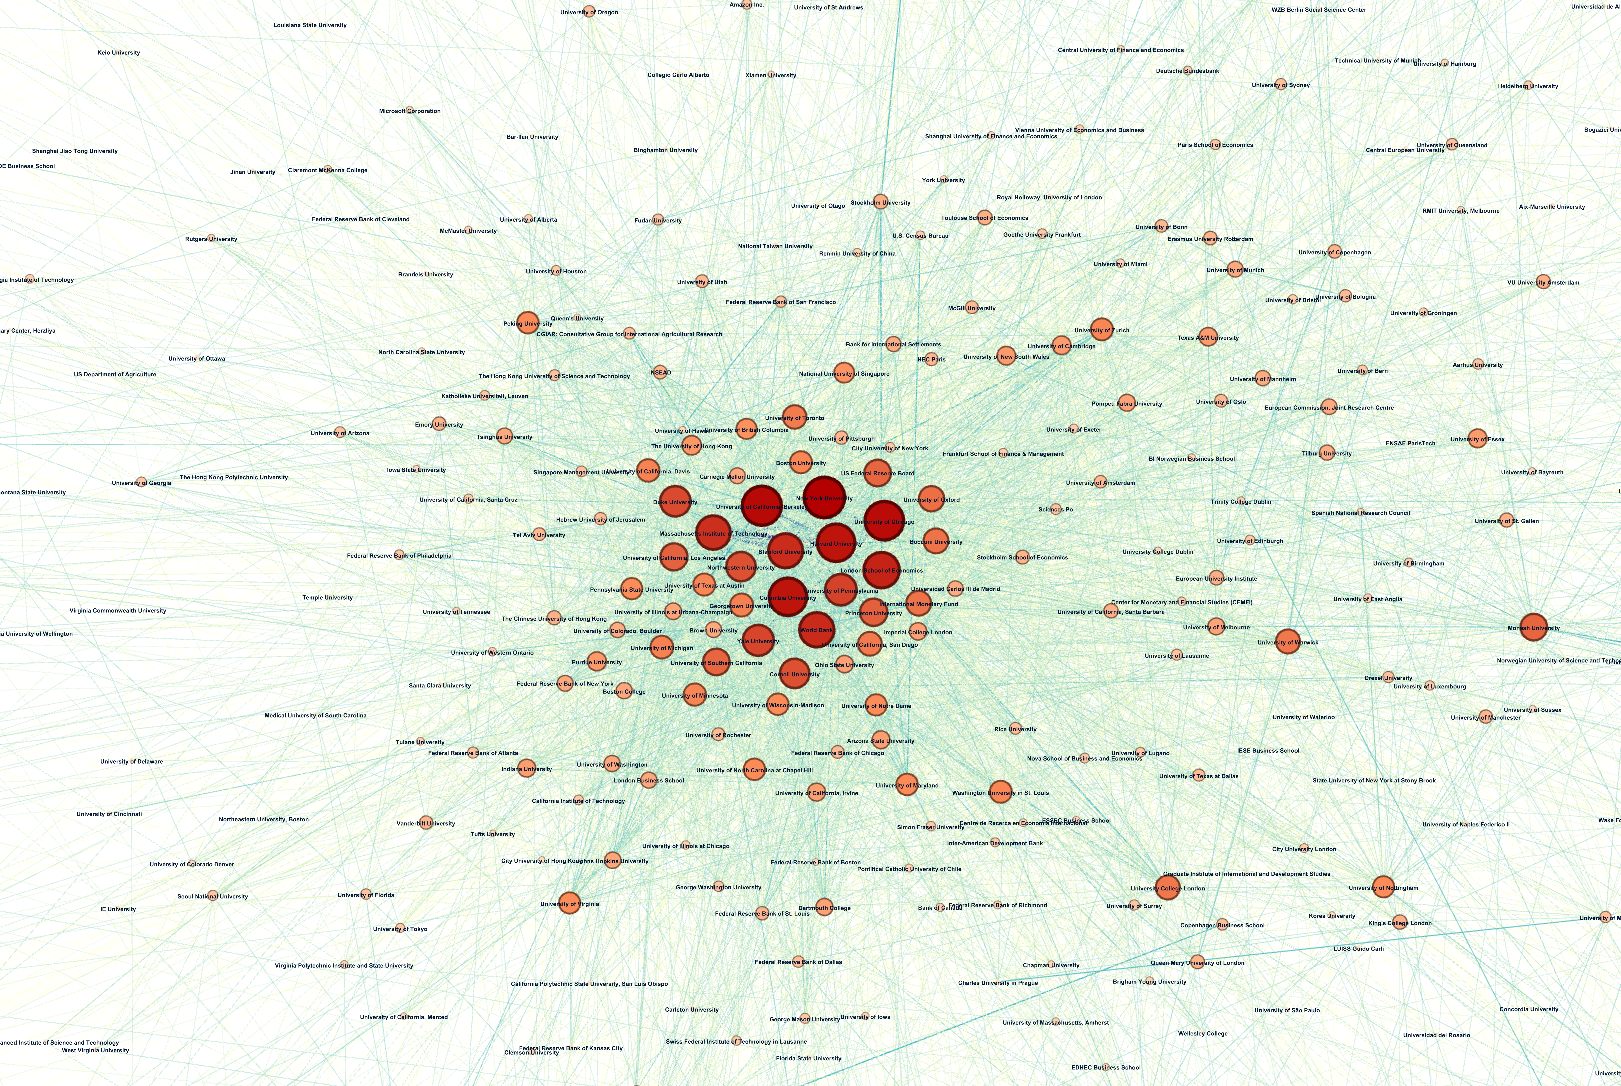 University of Oregon
Amazon Inc.
University of St Andrews
WZB Berlin Social Science Center
Louisiana State University
Keio University
Central University of Finance and Economics
Technical University of Munich
University of Hamburg
Collegio Carlo Alberto
Xiamen University
Deutsche Bundesbank
University of Sydney
Heidelberg University
Microsoft Corporation
Bar-Ilan University
Shanghai University of Finance and Economics
Vienna University of Economics and Business
Shanghai Jiao Tong University
Binghamton University
Paris School of Economics
University of Queensland
Central European University
Jinan University
Claremont McKenna College
York University
Royal Holloway, University of London
University of Otago
Stockholm University
Federal Reserve Bank of Cleveland
University of Alberta
Fudan University
Toulouse School of Economics
RMIT University, Melbourne
Aix-Marseille University
McMaster University
Rutgers University
U.S. Census Bureau
Goethe University Frankfurt
University of Bonn
Erasmus University Rotterdam
National Taiwan University
Renmin University of China
University of Copenhagen
Brandeis University
University of Houston
University of Miami
University of Munich
University of Utah
VU University Amsterdam
Federal Reserve Bank of San Francisco
McGill University
University of Bristol
University of Bologna
University of Groningen
Peking University
Queen's University
CGIAR: Consultative Group for International Agricultural Research
University of Zurich
Texas A&M University
Bank for International Settlements
University of Cambridge
North Carolina State University
University of Ottawa
HEC Paris
University of New South Wales
Aarhus University
US Department of Agriculture
The Hong Kong University of Science and Technology
INSEAD
National University of Singapore
University of Mannheim
University of Bern
Katholieke Universiteit, Leuven
Pompeu Fabra University
University of Oslo
European Commission, Joint Research Centre
University of Toronto
Emory University
University of Arizona
Tsinghua University
University of Hawaii
University of British Columbia
University of Pittsburgh
University of Exeter
University of Essex
The University of Hong Kong
City University of New York
Frankfurt School of Finance & Management
ENSAE ParisTech
Tilburg University
BI Norwegian Business School
Iowa State University
Singapore Management University
University of California, Davis
Boston University
US Federal Reserve Board
University of Bayreuth
University of Georgia
The Hong Kong Polytechnic University
Carnegie Mellon University
University of Amsterdam
University of California, Santa Cruz
Duke University
University of California, Berkeley
New York University
University of Oxford
Trinity College Dublin
Sciences Po
Spanish National Research Council
Hebrew University of Jerusalem
University of Chicago
University of St. Gallen
Tel Aviv University
Massachusetts Institute of Technology
Harvard University
Bocconi University
University of Edinburgh
Federal Reserve Bank of Philadelphia
University of California, Los Angeles
Stanford University
Stockholm School of Economics
University College Dublin
Northwestern University
London School of Economics
University of Birmingham
European University Institute
Pennsylvania State University
University of Texas at Austin
University of Pennsylvania
Universidad Carlos III de Madrid
Temple University
Columbia University
University of East Anglia
Center for Monetary and Financial Studies (CEMFI)
Virginia Commonwealth University
University of Tennessee
University of Illinois at Urbana-Champaign
Georgetown University
Princeton University
International Monetary Fund
University of California, Santa Barbara
The Chinese University of Hong Kong
University of Colorado, Boulder
Brown University
World Bank
Imperial College London
University of Melbourne
Monash University
Yale University
University of California, San Diego
University of Warwick
University of Western Ontario
University of Michigan
University of Lausanne
Purdue University
University of Southern California
Ohio State University
Norwegian University of Science and Technology
Cornell University
Drexel University
Santa Clara University
Federal Reserve Bank of New York
Boston College
University of Luxembourg
University of Minnesota
University of Wisconsin-Madison
University of Notre Dame
University of Sussex
Medical University of South Carolina
University of Waterloo
University of Manchester
Rice University
University of Rochester
Tulane University
Arizona State University
Federal Reserve Bank of Atlanta
Federal Reserve Bank of Chicago
University of Lugano
IESE Business School
Nova School of Business and Economics
University of Delaware
University of Washington
Indiana University
University of North Carolina at Chapel Hill
University of Texas at Dallas
London Business School
State University of New York at Stony Brook
University of Maryland
University of California, Irvine
Washington University in St. Louis
California Institute of Technology
University of Cincinnati
Northeastern University, Boston
Vanderbilt University
Simon Fraser University
Centre de Recerca en Economia Internacional
ESSEC Business School
University of Naples Federico II
Tufts University
Inter-American Development Bank
University of Illinois at Chicago
City University London
University of Colorado Denver
City University of Hong Kong
Johns Hopkins University
Federal Reserve Bank of Boston
Pontifical Catholic University of Chile
Graduate Institute of International and Development Studies
George Washington University
University College London
University of Nottingham
Seoul National University
University of Florida
University of Virginia
IC University
Dartmouth College
Federal Reserve Bank of St. Louis
Bank of Canada
Federal Reserve Bank of Richmond
University of Surrey
Korea University
King's College London
University of Tokyo
Copenhagen Business School
LUISS Guido Carli
Virginia Polytechnic Institute and State University
Federal Reserve Bank of Dallas
Chapman University
Queen Mary University of London
California Polytechnic State University, San Luis Obispo
Charles University in Prague
Brigham Young University
Carleton University
University of São Paulo
Concordia University
University of California, Merced
George Mason University
University of Iowa
University of Massachusetts, Amherst
Wellesley College
Universidad del Rosario
Swiss Federal Institute of Technology in Lausanne
West Virginia University
Federal Reserve Bank of Kansas City
Clemson University
Florida State University
EDHEC Business School